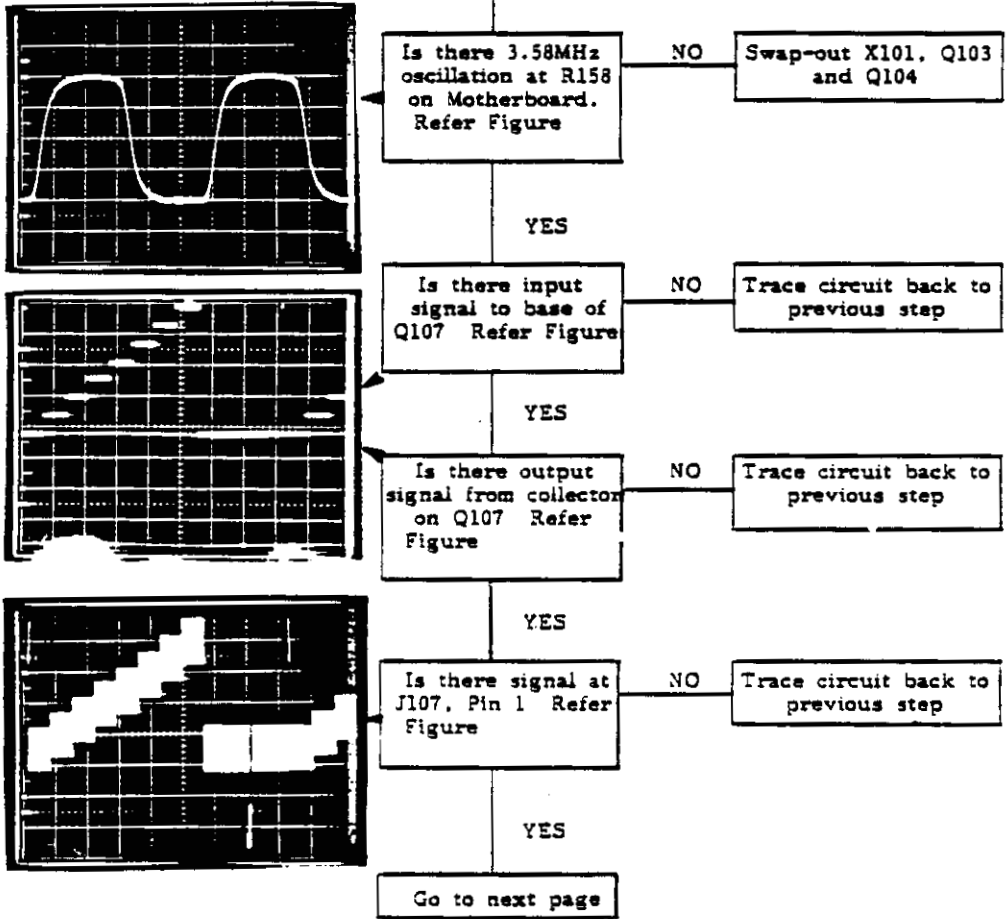 Is there 3.58MHz
oscillation at R158
on Motherboard.
Refer Figure
NO
Swap-out X101, Q103
and Q104
YES
Is there input
signal to base of
Q107 Refer Figure
NO
Trace circuit back to
previous step
YES
Is there output
signal from collector
on Q107 Refer
Figure
NO
Trace circuit back to
previous step
YES
Is there signal at
J107, Pin 1 Refer
Figure
NO
Trace circuit back to
previous step
YES
Go to next page